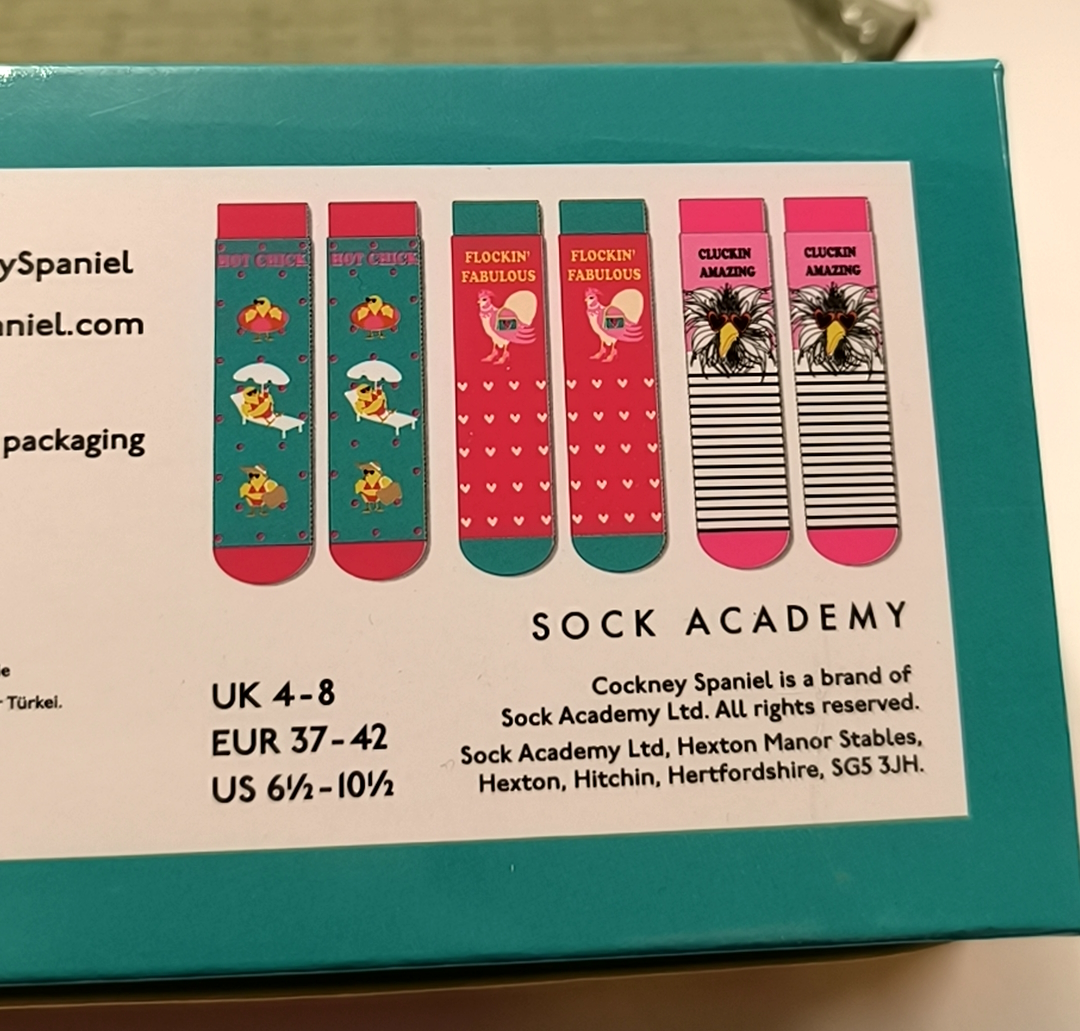 ySpaniel
niel.com
packaging
HOT CHICK
HOT CHICK
FLOCKIN'
FABULOUS
FLOCKIN'
FABULOUS
CLUCKIN
AMAZING
CLUCKIN
AMAZING
SOCK ACADEMY
Türkei.
UK 4-8
EUR 37-42
US 6½-10½
Cockney Spaniel is a brand of
Sock Academy Ltd. All rights reserved.
Sock Academy Ltd, Hexton Manor Stables,
Hexton, Hitchin, Hertfordshire, SG5 3JH.